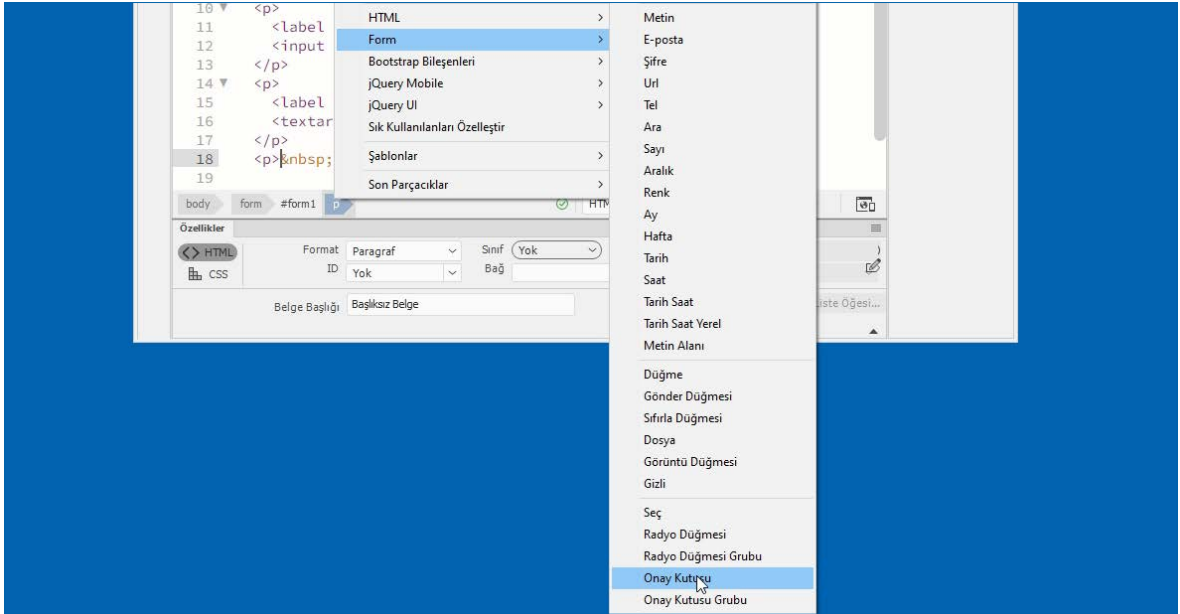 10 <p>
11 <label
12 <input
13 </p>
14 <p>
15 <label
16 <textar
17 </p>
18 <p>&nbsp;
19
HTML
Form
Bootstrap Bileşenleri
jQuery Mobile
jQuery UI
Sık Kullanılanları Özelleştir
Şablonlar
Son Parçacıklar
Metin
E-posta
Şifre
Url
Tel
Ara
Sayı
Aralık
Renk
Ay
Hafta
Tarih
Saat
Tarih Saat
Tarih Saat Yerel
Metin Alanı
Düğme
Gönder Düğmesi
Sıfırla Düğmesi
Dosya
Görüntü Düğmesi
Gizli
Seç
Radyo Düğmesi
Radyo Düğmesi Grubu
Onay Kutusu
Onay Kutusu Grubu
body form #form1 p HTM
Özellikler
<> HTML Format Paragraf Sınıf Yok
CSS ID Yok Bağ
Belge Başlığı Başlıksız Belge
iste Öğesi...